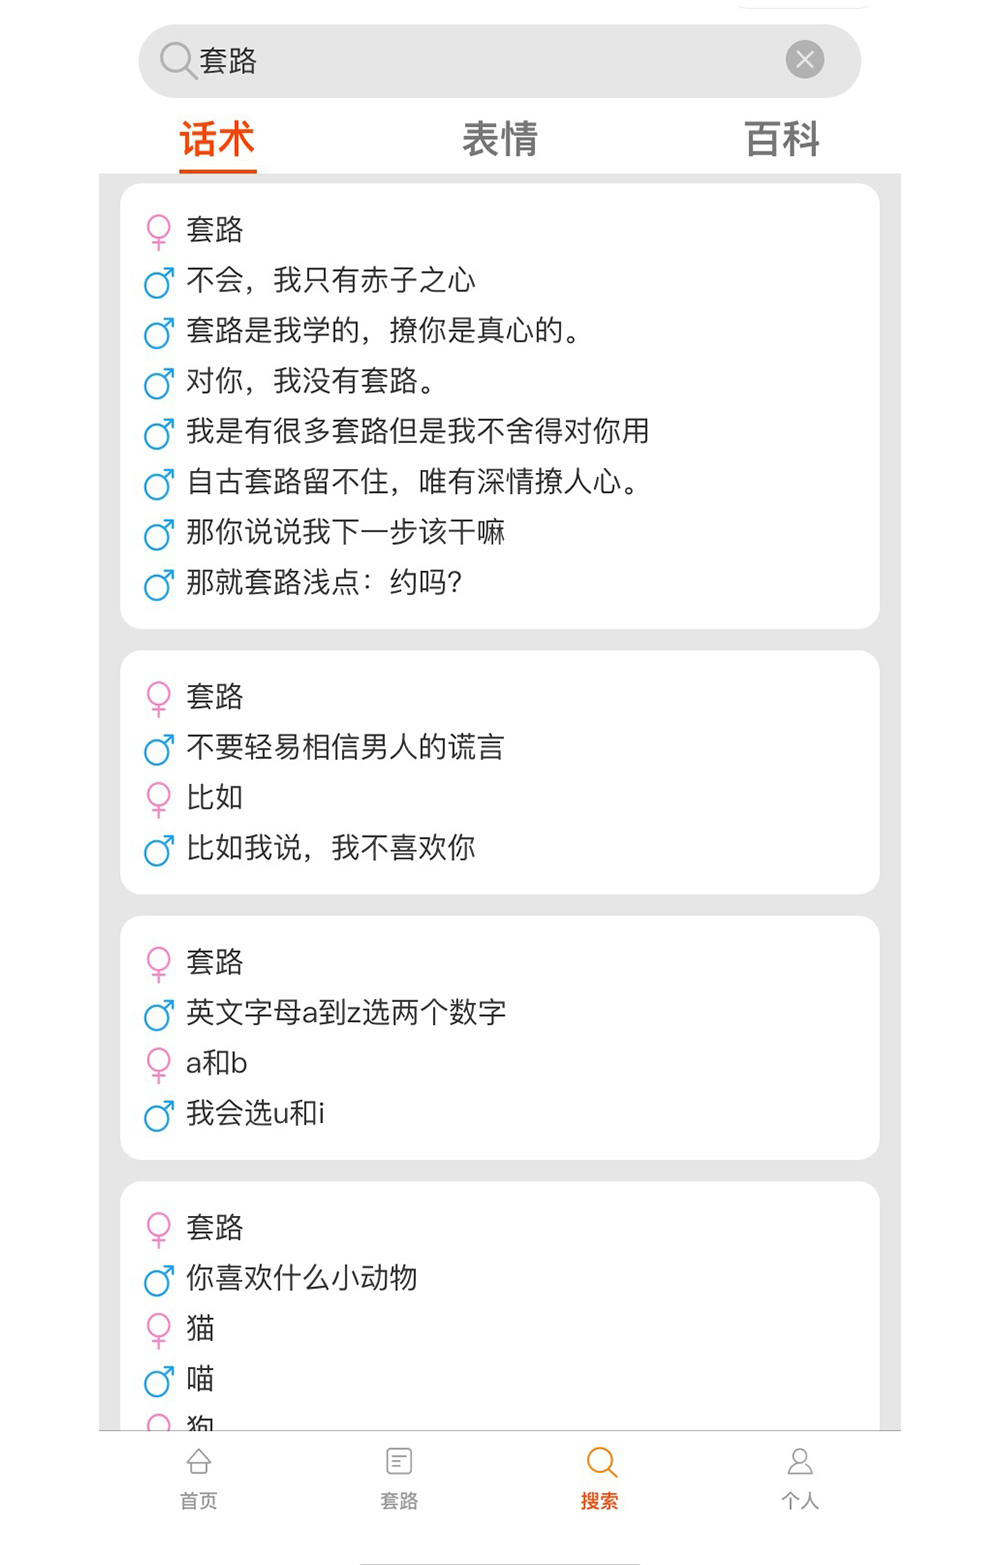 套路
话术 表情 百科
套路
不会，我只有赤子之心
套路是我学的，撩你是真心的。
对你，我没有套路。
我是有很多套路但是我不舍得对你用
自古套路留不住，唯有深情撩人心。
那你说说我下一步该干嘛
那就套路浅点：约吗？
套路
不要轻易相信男人的谎言
比如
比如我说，我不喜欢你
套路
英文字母a到z选两个数字
a和b
我会选u和i
套路
你喜欢什么小动物
猫
喵
狗
首页 套路 搜索 个人